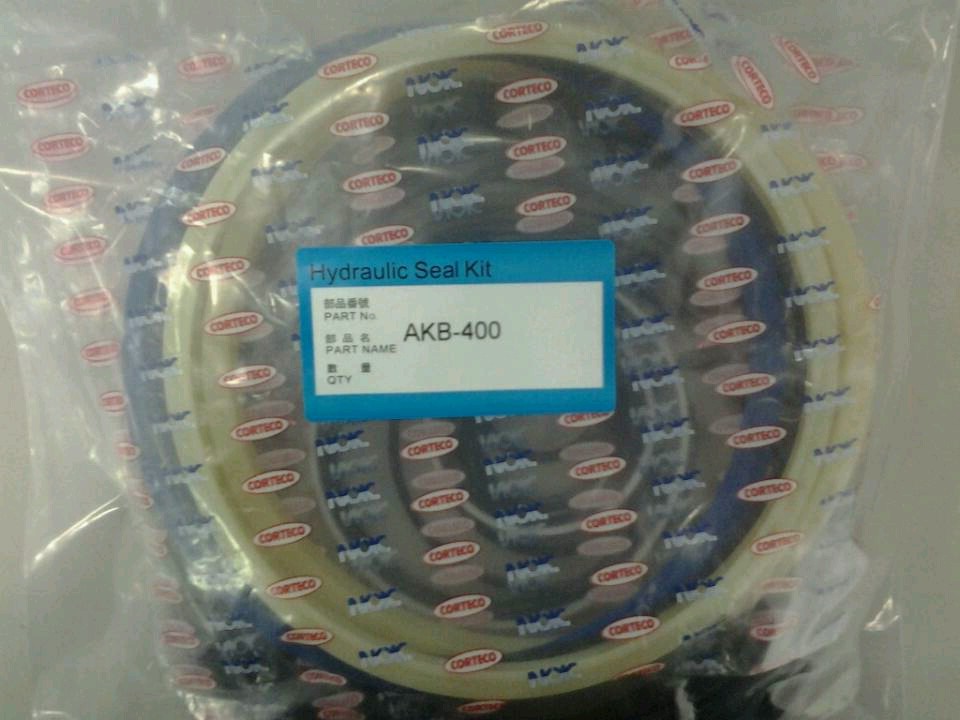 Hydraulic Seal Kit
部品番號
PART No.
部 品 名 AKB-400
PART NAME
數 量
QTY
CORTECO
NOK